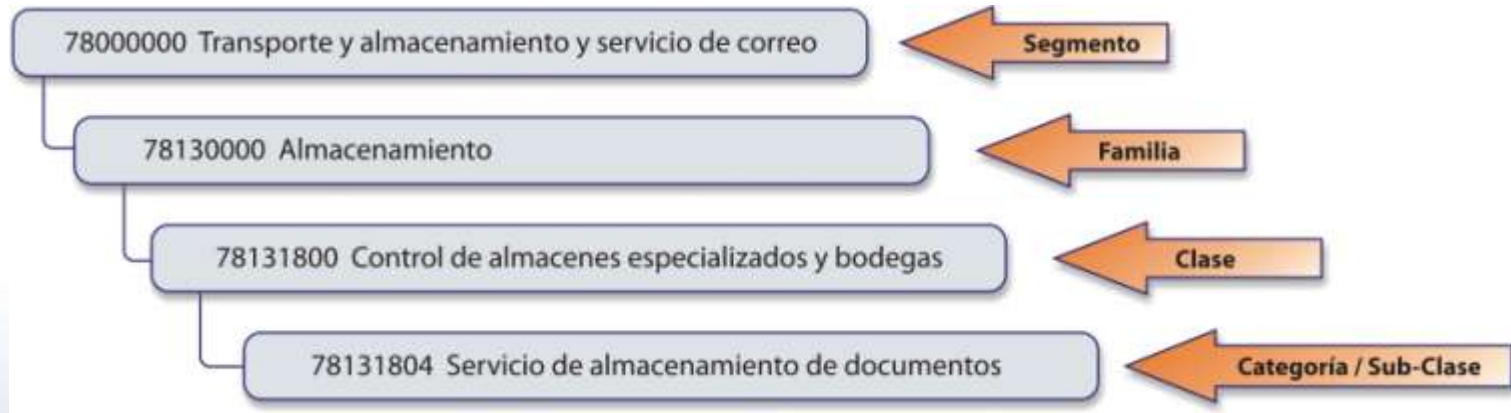 78000000 Transporte y almacenamiento y servicio de correo
Segmento
78130000 Almacenamiento
Familia
78131800 Control de almacenes especializados y bodegas
Clase
78131804 Servicio de almacenamiento de documentos
Categoría / Sub-Clase